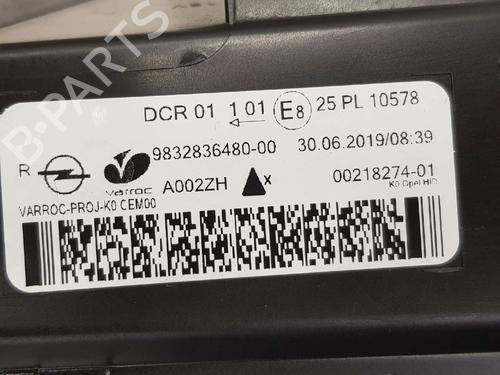 DCR 01 1 01 E8 25 PL 10578
9832836480-00 30.06.2019/08:39
R varroc A002ZH X 00218274-01
K0 Opel HID
VARROC-PROJ-K0 CEM00
B-PARTS